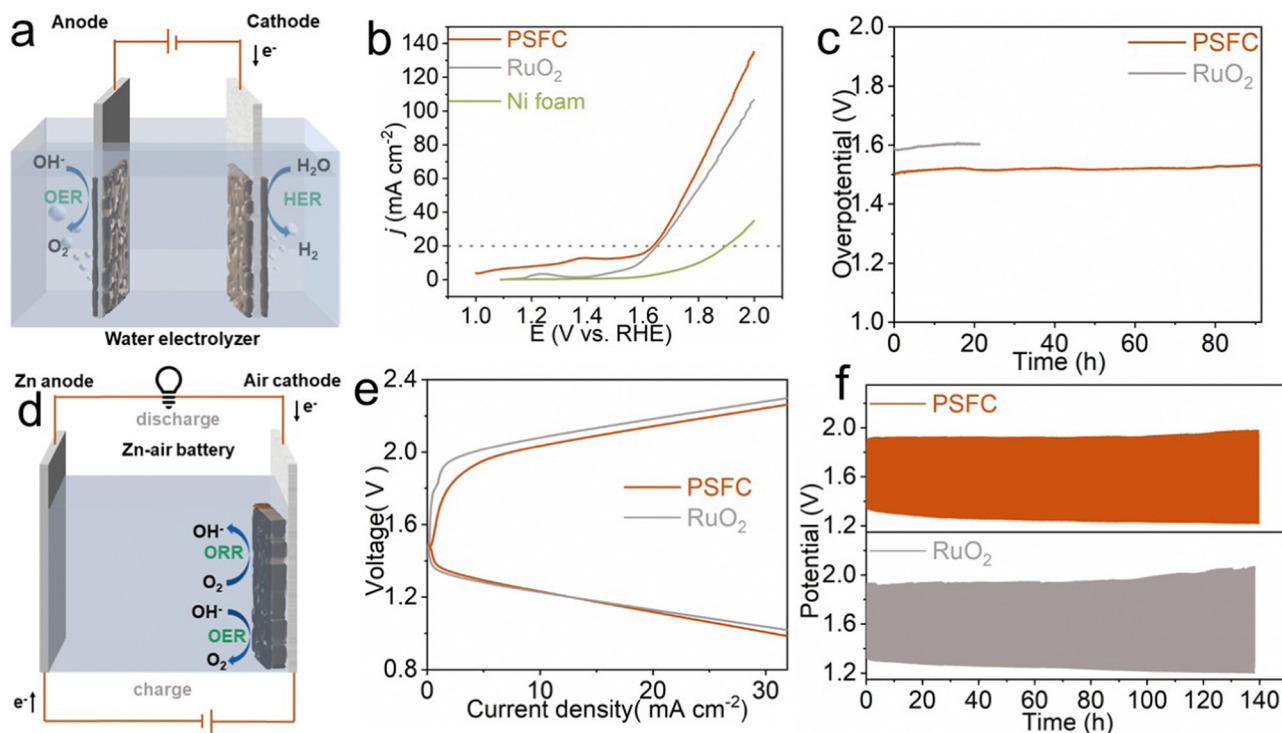 a
Anode
Cathode
e-
OH-
OER
O2
H2O
HER
H2
Water electrolyzer
b
PSFC
RuO2
Ni foam
j (mA cm-2)
140
120
100
80
60
40
20
0
1.0 1.2 1.4 1.6 1.8 2.0
E (V vs. RHE)
c
PSFC
RuO2
Overpotential (V)
2.0
1.8
1.6
1.4
1.2
1.0
0 20 40 60 80
Time (h)
d
Zn anode
Air cathode
discharge
e-
Zn-air battery
OH-
ORR
O2
OH-
OER
O2
e-
charge
e
PSFC
RuO2
Voltage( V)
2.4
2.0
1.6
1.2
0.8
0 10 20 30
Current density( mA cm-2)
f
PSFC
RuO2
Potential (V)
2.0
1.6
1.2
2.0
1.6
1.2
0 20 40 60 80 100 120 140
Time (h)